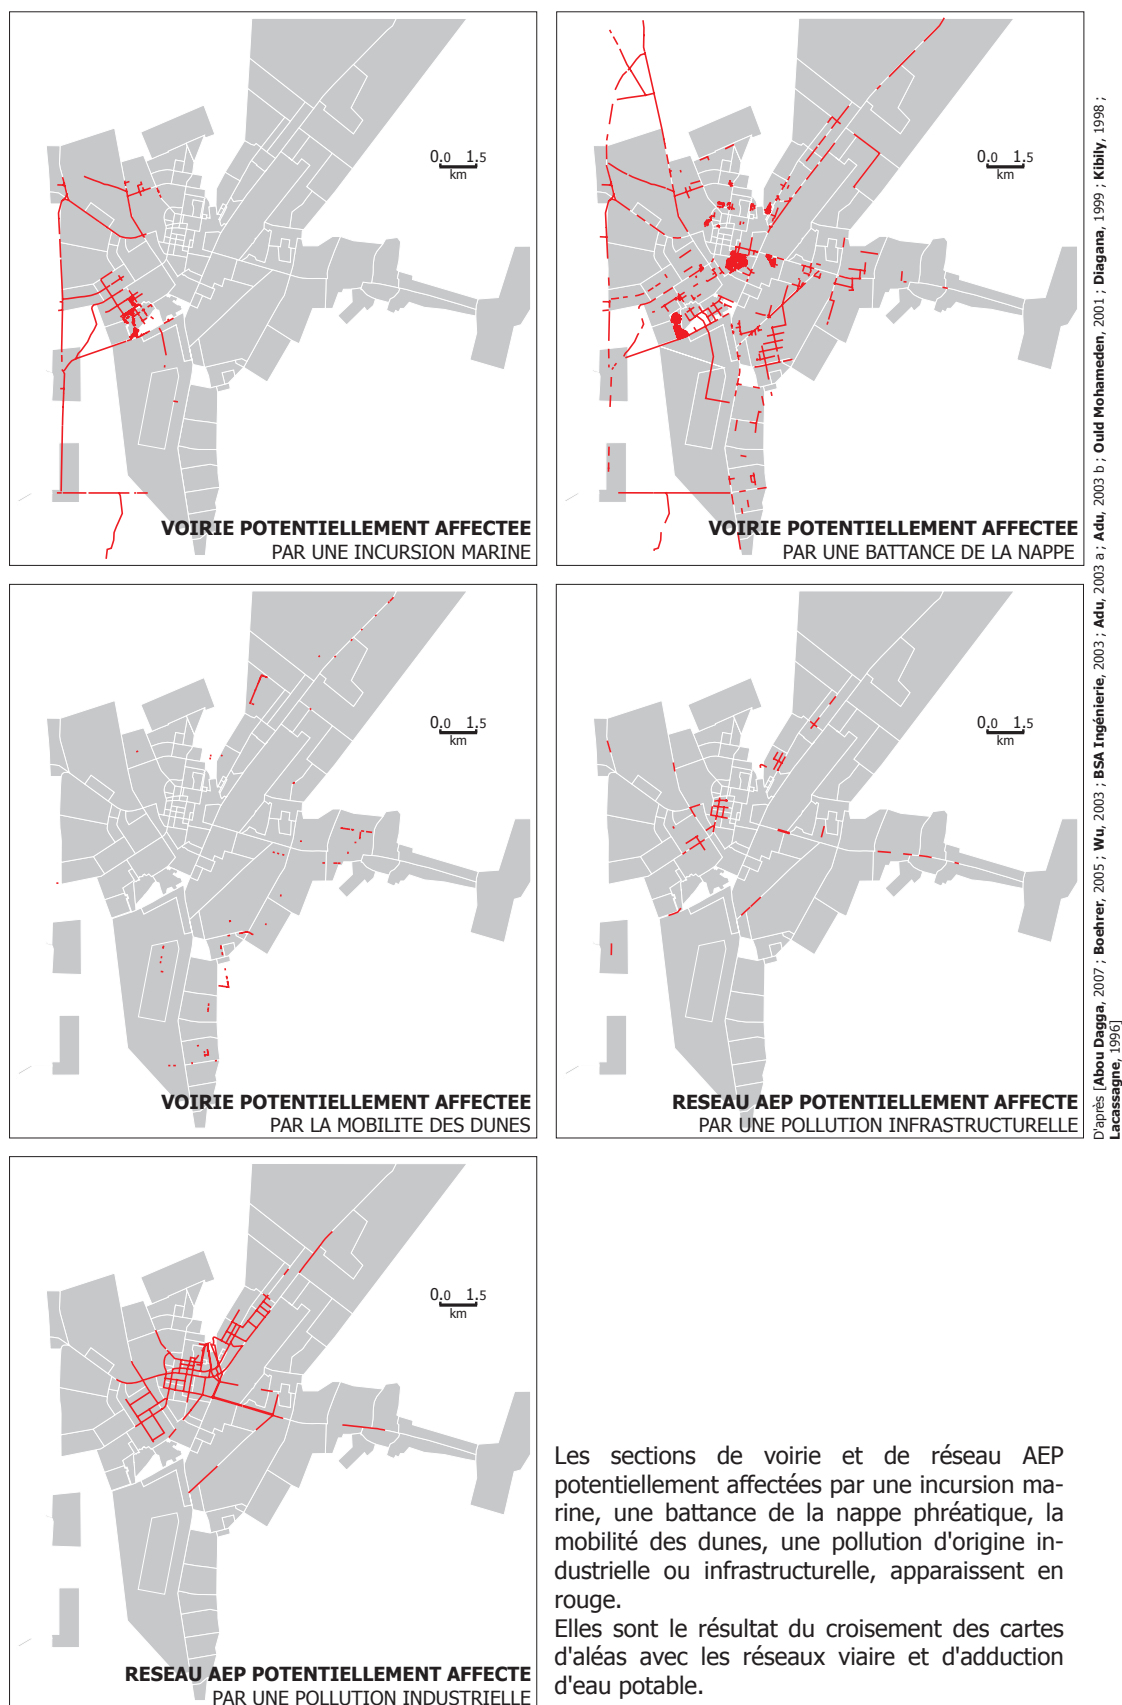 0.0 1.5
km
VOIRIE POTENTIELLEMENT AFFECTEE
PAR UNE INCURSION MARINE
0.0 1.5
km
VOIRIE POTENTIELLEMENT AFFECTEE
PAR UNE BATTANCE DE LA NAPPE
0.0 1.5
km
VOIRIE POTENTIELLEMENT AFFECTEE
PAR LA MOBILITE DES DUNES
0.0 1.5
km
RESEAU AEP POTENTIELLEMENT AFFECTE
PAR UNE POLLUTION INFRASTRUCTURELLE
D'après [Abou Dagga, 2007 ; Boehrer, 2005 ; Wu, 2003 ; BSA Ingénierie, 2003 ; Adu, 2003 a ; Adu, 2003 b ; Ould Mohameden, 2001 ; Diagana, 1999 ; Kibily, 1998 ;
Lacassagne, 1996]
0.0 1.5
km
RESEAU AEP POTENTIELLEMENT AFFECTE
PAR UNE POLLUTION INDUSTRIELLE
Les sections de voirie et de réseau AEP
potentiellement affectées par une incursion ma-
rine, une battance de la nappe phréatique, la
mobilité des dunes, une pollution d'origine in-
dustrielle ou infrastructurelle, apparaissent en
rouge.
Elles sont le résultat du croisement des cartes
d'aléas avec les réseaux viaire et d'adduction
d'eau potable.